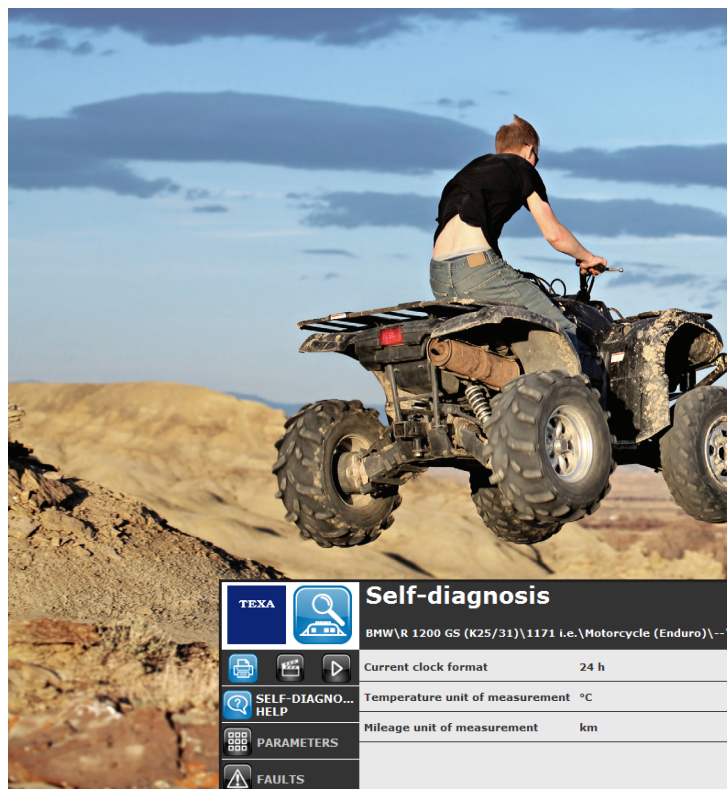 TEXA
Self-diagnosis
BMW\R 1200 GS (K25/31)\1171 i.e.\Motorcycle (Enduro)\--\
Current clock format 24 h
SELF-DIAGNO...
HELP
Temperature unit of measurement °C
Mileage unit of measurement km
PARAMETERS
FAULTS